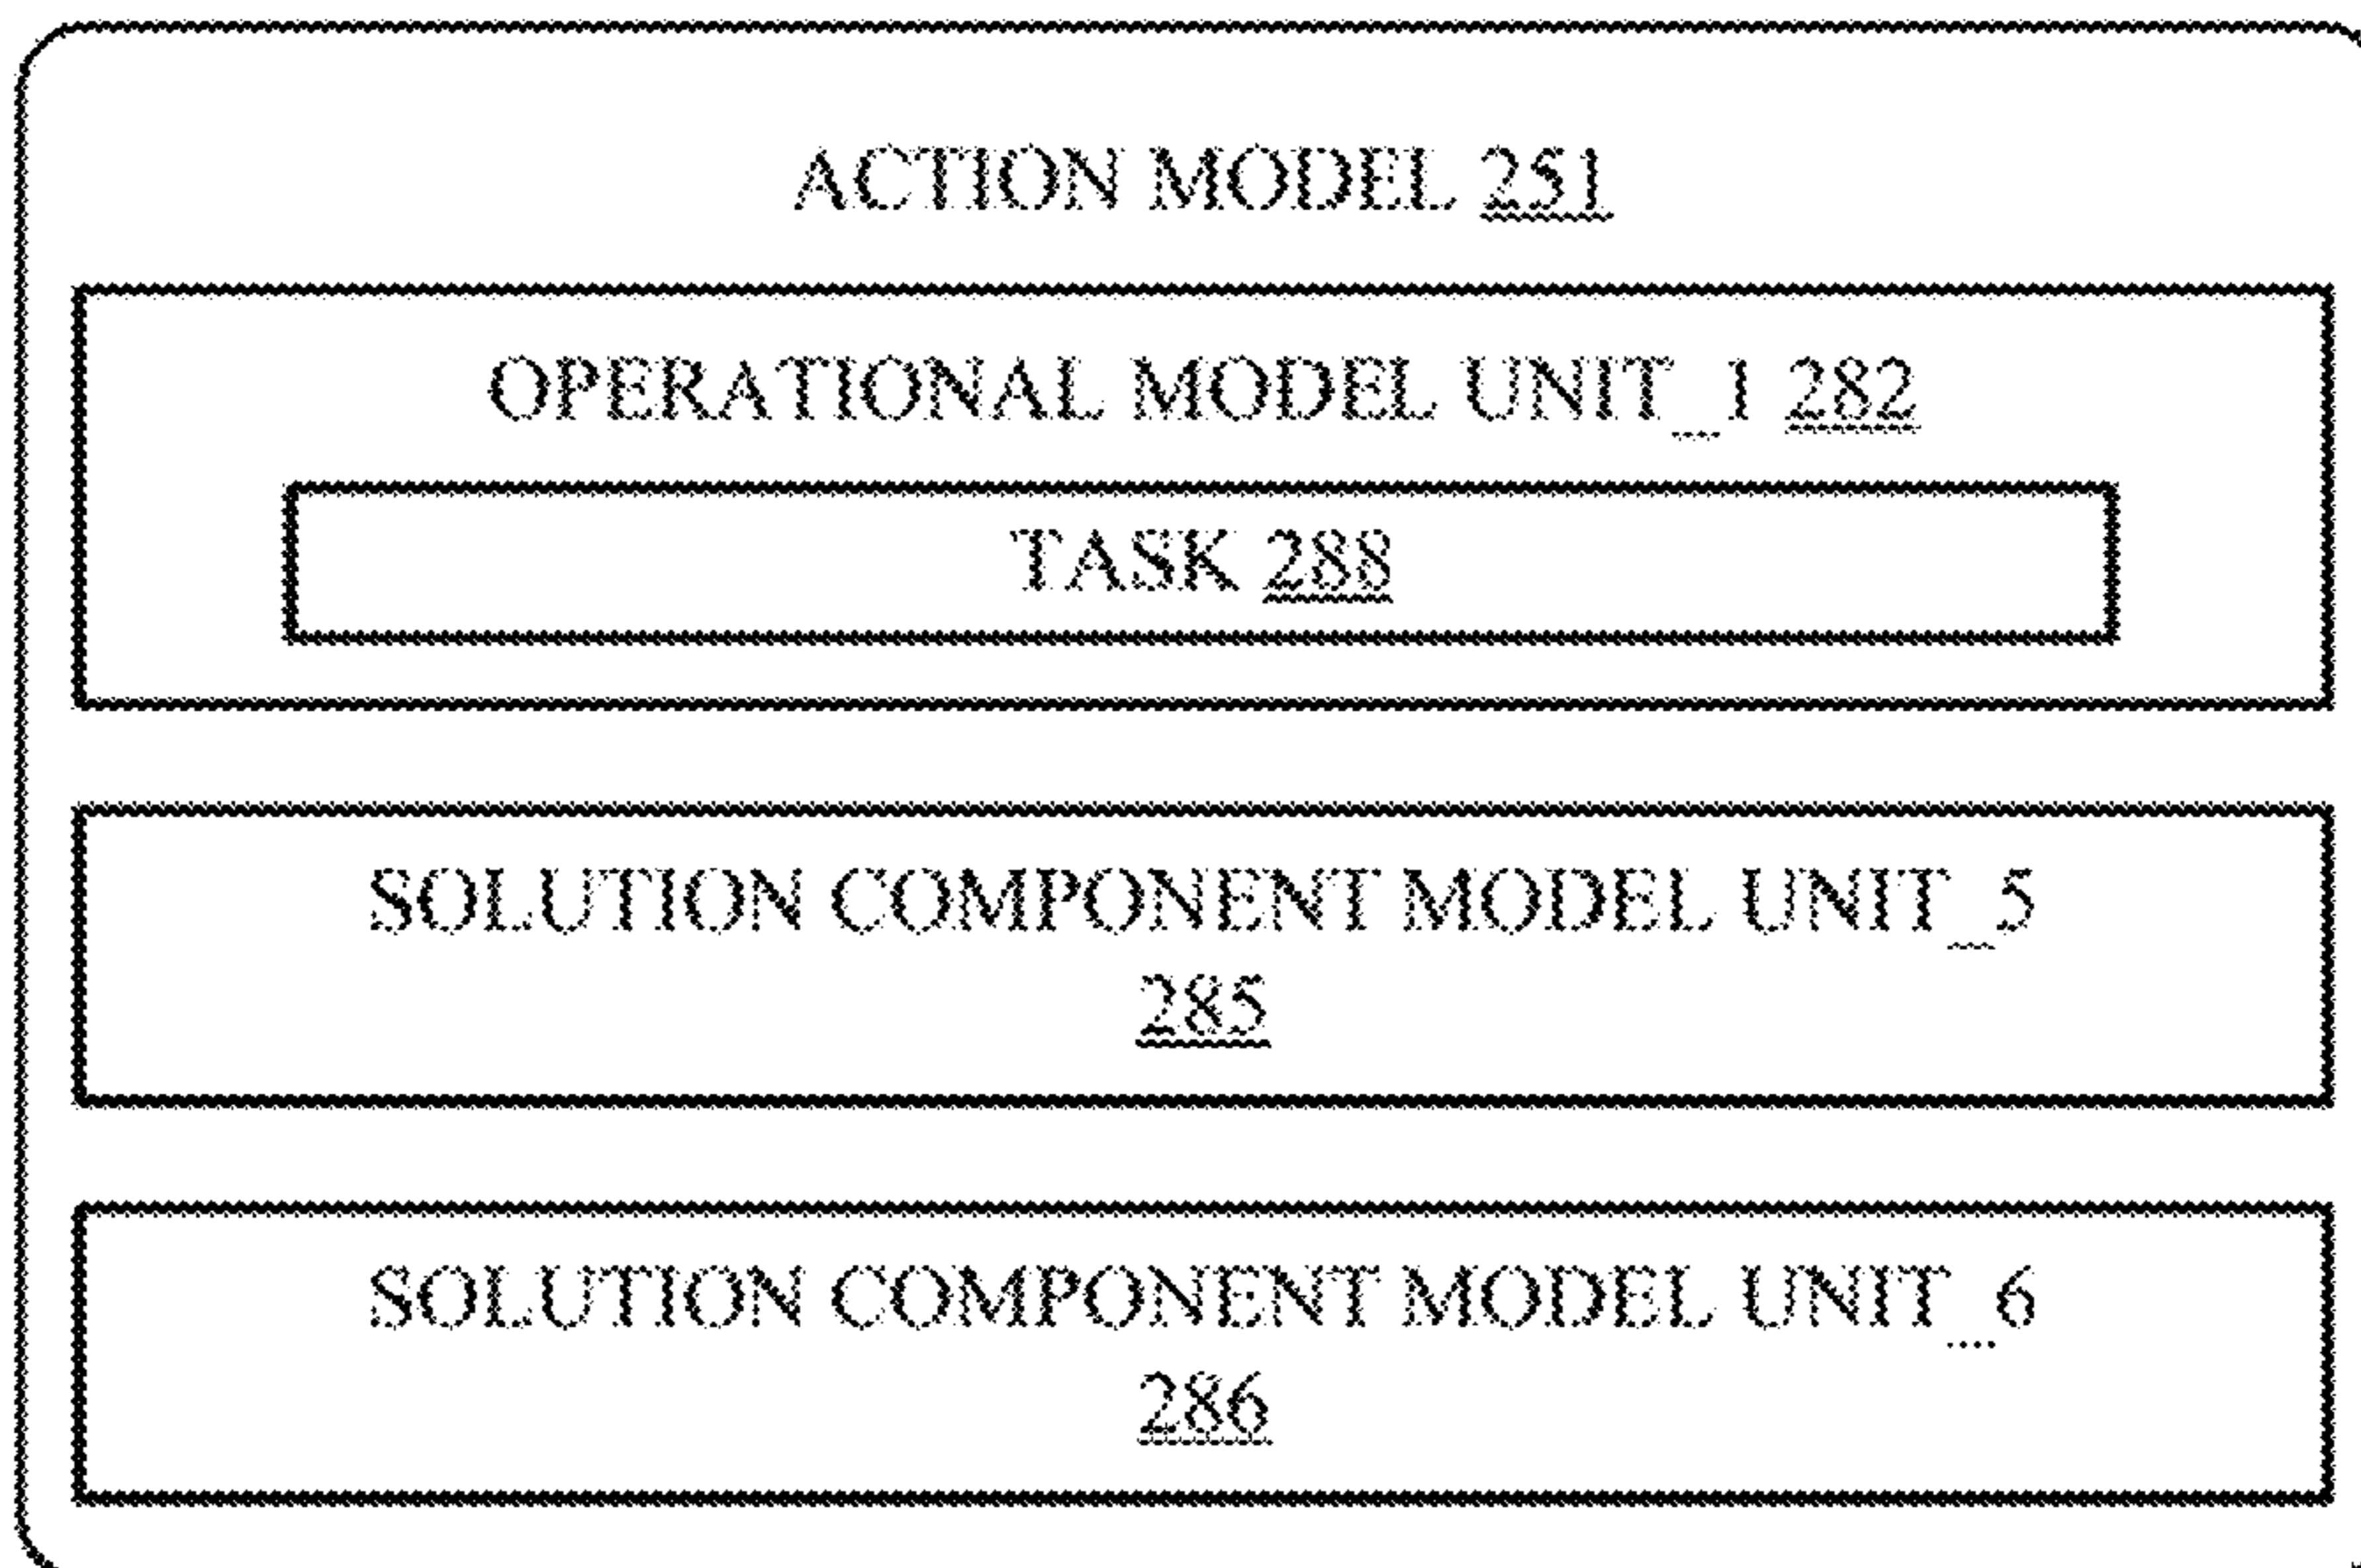 ACTION MODEL 251
OPERATIONAL MODEL UNIT_1 282
TASK 288
SOLUTION COMPONENT MODEL UNIT_5
285
SOLUTION COMPONENT MODEL UNIT_6
286